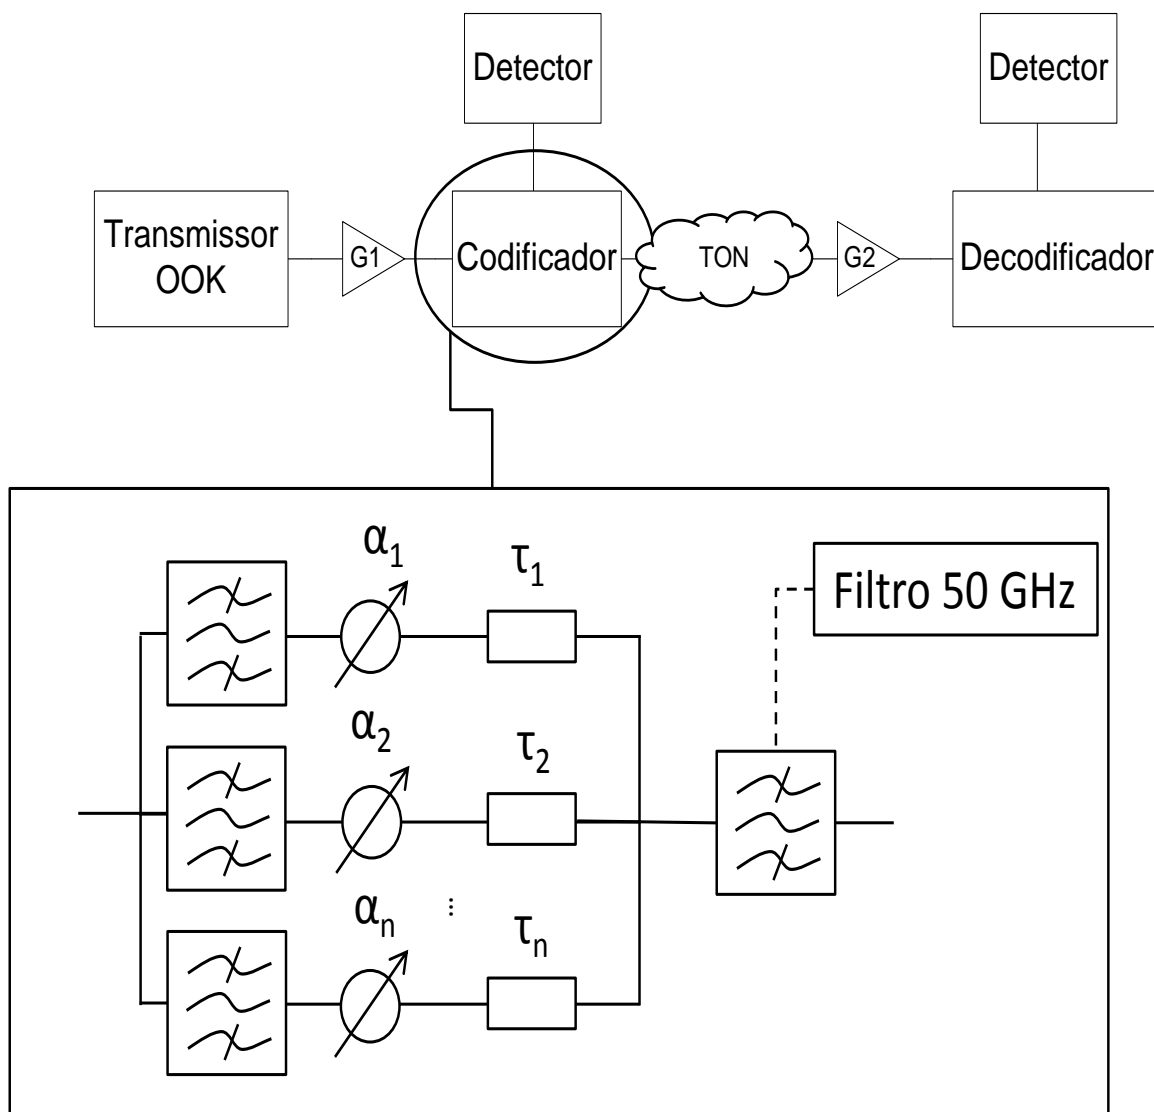 Detector
Detector
Transmissor
OOK
G1
Codificador
TON
G2
Decodificador
α1
τ1
Filtro 50 GHz
α2
τ2
αn
...
τn